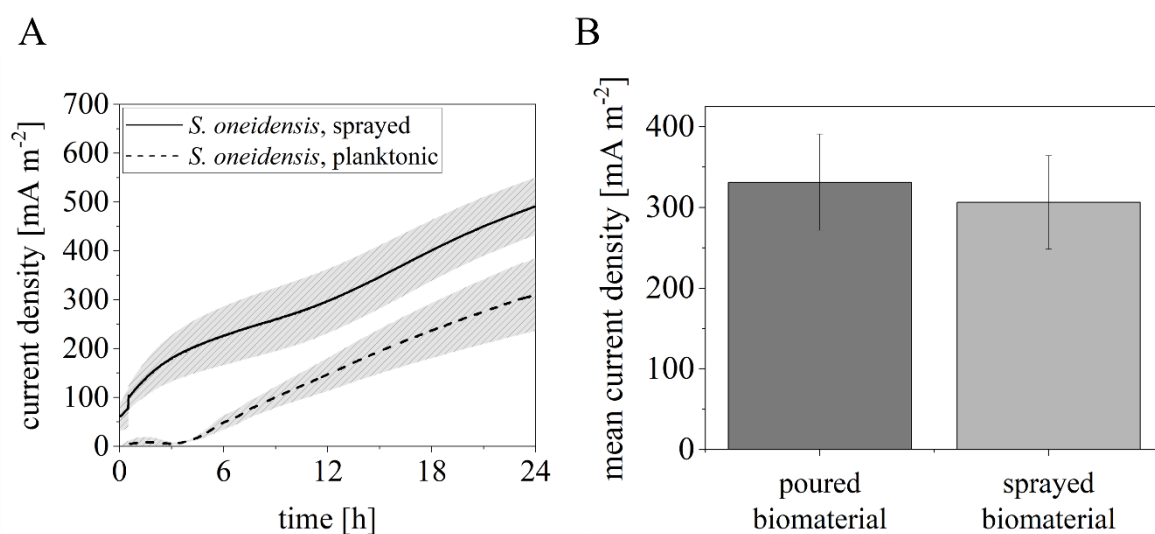 A
current density [mA m⁻²]
700
600
500
400
300
200
100
0
S. oneidensis, sprayed
S. oneidensis, planktonic
0 6 12 18 24
time [h]
B
mean current density [mA m⁻²]
400
300
200
100
0
poured
biomaterial
sprayed
biomaterial